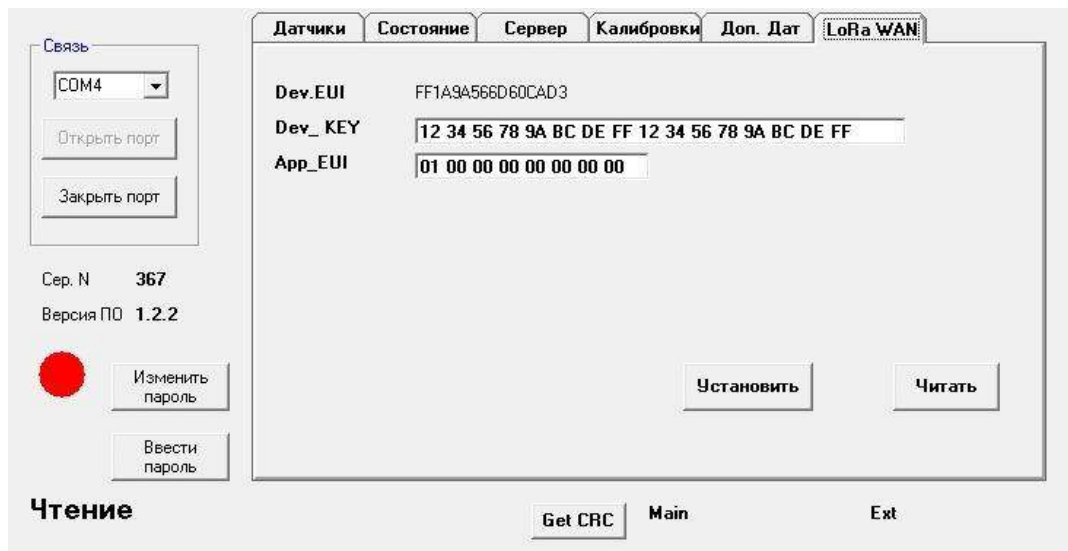 Датчики Состояние Сервер Калибровки Доп. Дат LoRa WAN
Связь
COM4
Открыть порт
Закрыть порт
Dev.EUI FF1A9A566D60CAD3
Dev_ KEY 12 34 56 78 9A BC DE FF 12 34 56 78 9A BC DE FF
App_EUI 01 00 00 00 00 00 00 00
Сер. N 367
Версия ПО 1.2.2
Изменить
пароль
Ввести
пароль
Установить Читать
Чтение
Get CRC Main Ext